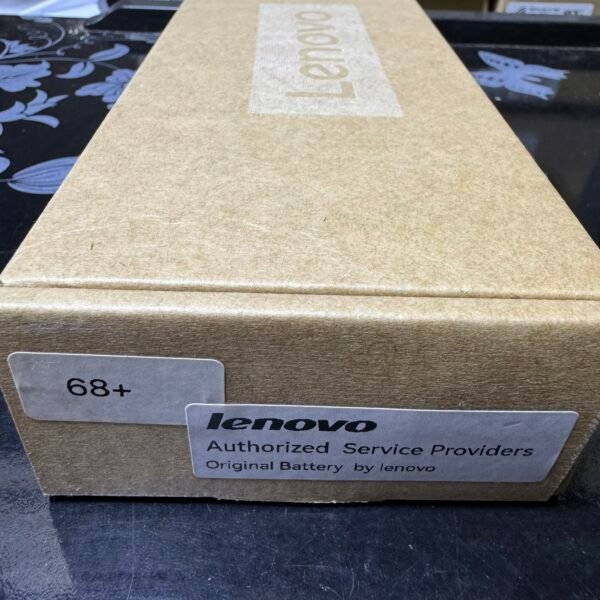 Lenovo
68+
lenovo
Authorized Service Providers
Original Battery by lenovo